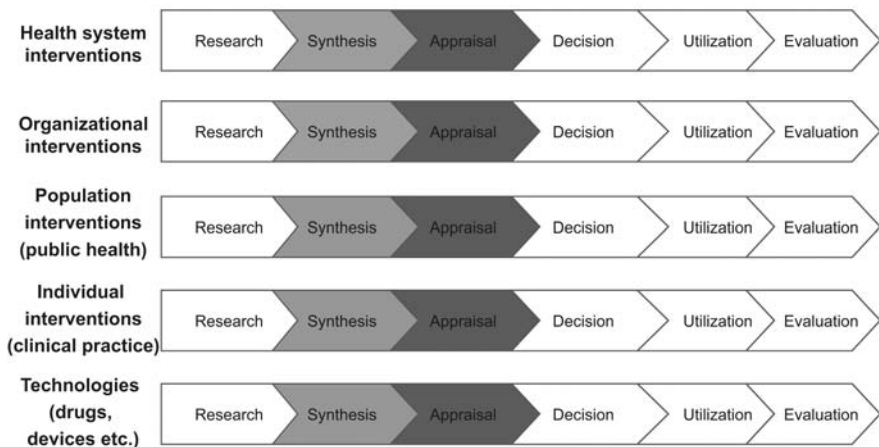 Health system
interventions
Research Synthesis Appraisal Decision Utilization Evaluation
Organizational
interventions
Research Synthesis Appraisal Decision Utilization Evaluation
Population
interventions
(public health)
Research Synthesis Appraisal Decision Utilization Evaluation
Individual
interventions
(clinical practice)
Research Synthesis Appraisal Decision Utilization Evaluation
Technologies
(drugs,
devices etc.)
Research Synthesis Appraisal Decision Utilization Evaluation